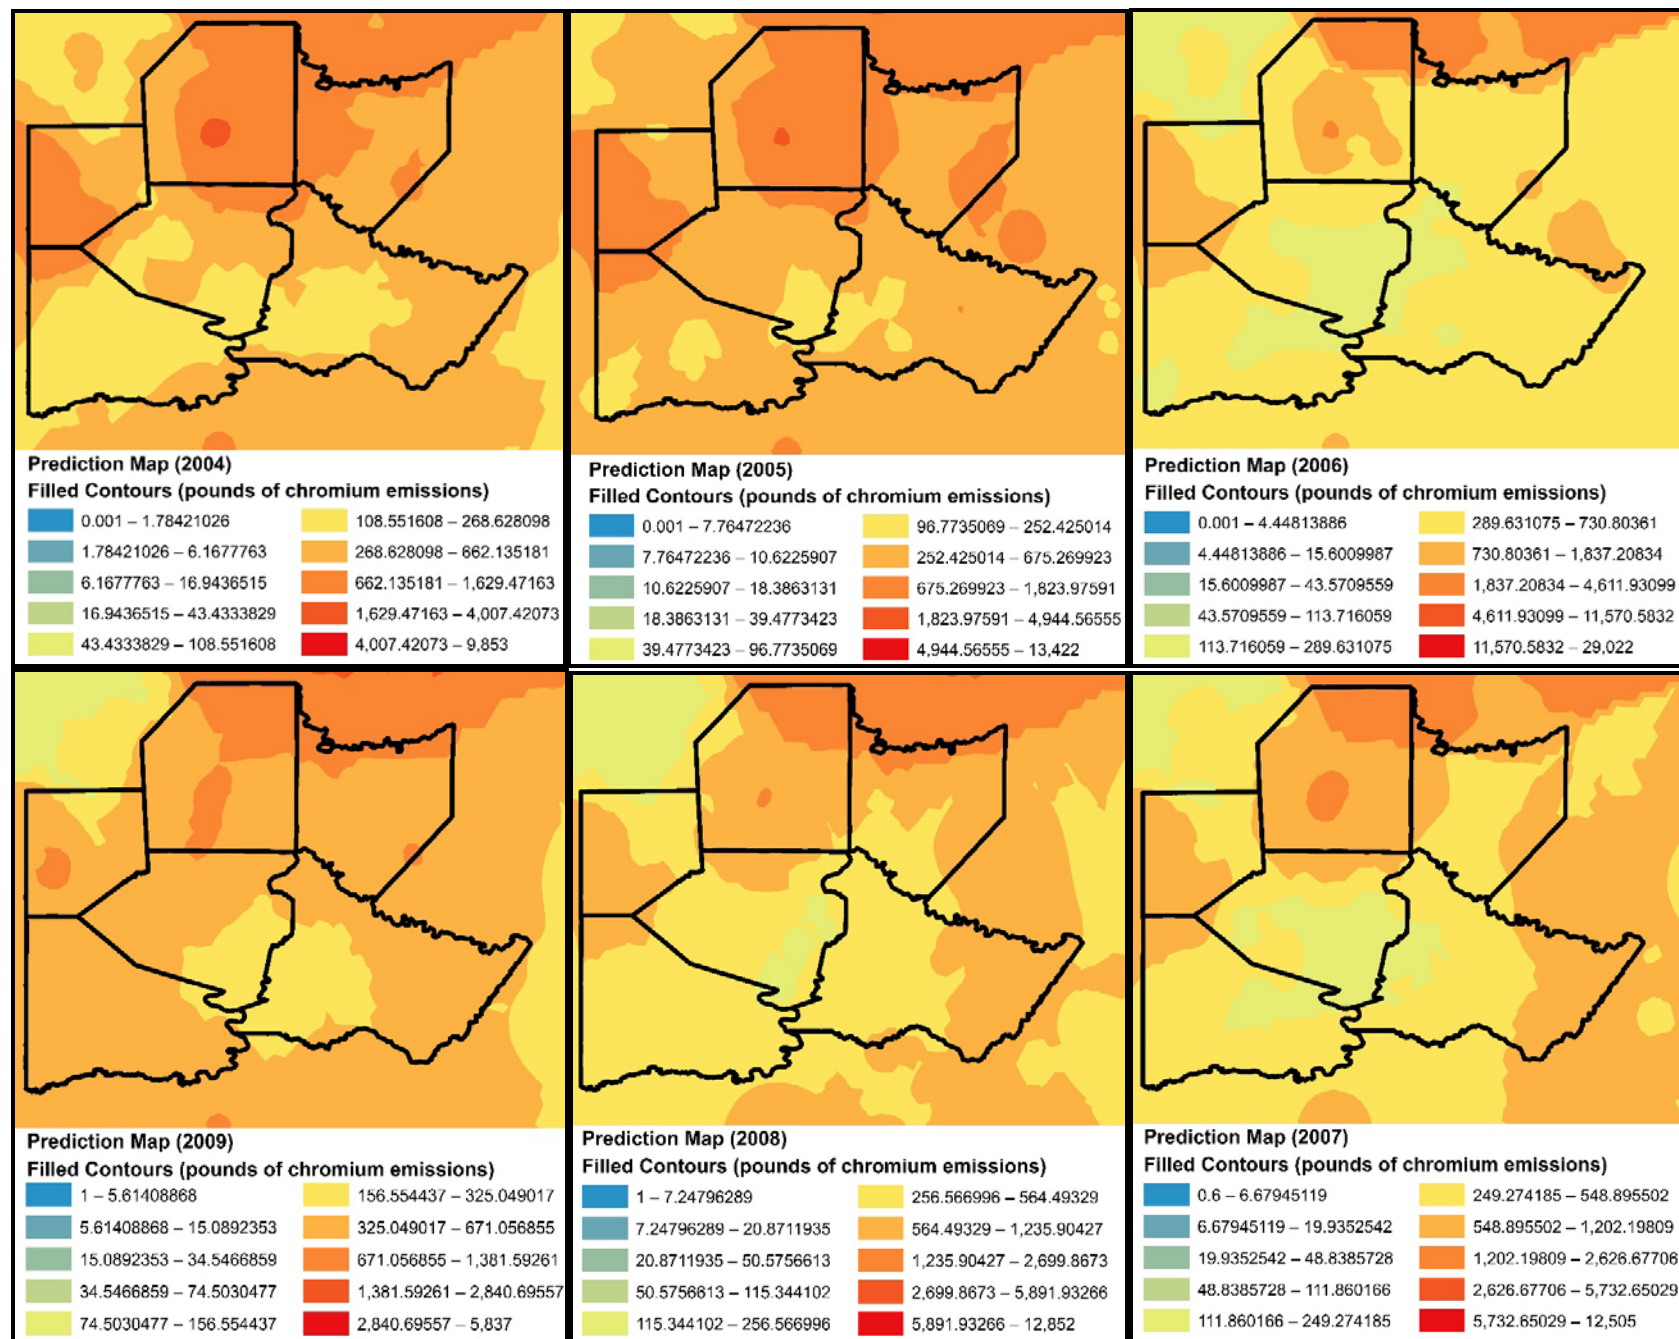 Prediction Map (2004)
Filled Contours (pounds of chromium emissions)
0.001 – 1.78421026
1.78421026 – 6.1677763
6.1677763 – 16.9436515
16.9436515 – 43.4333829
43.4333829 – 108.551608
108.551608 – 268.628098
268.628098 – 662.135181
662.135181 – 1,629.47163
1,629.47163 – 4,007.42073
4,007.42073 – 9,853
Prediction Map (2005)
Filled Contours (pounds of chromium emissions)
0.001 – 7.76472236
7.76472236 – 10.6225907
10.6225907 – 18.3863131
18.3863131 – 39.4773423
39.4773423 – 96.7735069
96.7735069 – 252.425014
252.425014 – 675.269923
675.269923 – 1,823.97591
1,823.97591 – 4,944.56555
4,944.56555 – 13,422
Prediction Map (2006)
Filled Contours (pounds of chromium emissions)
0.001 – 4.44813886
4.44813886 – 15.6009987
15.6009987 – 43.5709559
43.5709559 – 113.716059
113.716059 – 289.631075
289.631075 – 730.80361
730.80361 – 1,837.20834
1,837.20834 – 4,611.93099
4,611.93099 – 11,570.5832
11,570.5832 – 29,022
Prediction Map (2009)
Filled Contours (pounds of chromium emissions)
1 – 5.61408868
5.61408868 – 15.0892353
15.0892353 – 34.5466859
34.5466859 – 74.5030477
74.5030477 – 156.554437
156.554437 – 325.049017
325.049017 – 671.056855
671.056855 – 1,381.59261
1,381.59261 – 2,840.69557
2,840.69557 – 5,837
Prediction Map (2008)
Filled Contours (pounds of chromium emissions)
1 – 7.24796289
7.24796289 – 20.8711935
20.8711935 – 50.5756613
50.5756613 – 115.344102
115.344102 – 256.566996
256.566996 – 564.49329
564.49329 – 1,235.90427
1,235.90427 – 2,699.8673
2,699.8673 – 5,891.93266
5,891.93266 – 12,852
Prediction Map (2007)
Filled Contours (pounds of chromium emissions)
0.6 – 6.67945119
6.67945119 – 19.9352542
19.9352542 – 48.8385728
48.8385728 – 111.860166
111.860166 – 249.274185
249.274185 – 548.895502
548.895502 – 1,202.19809
1,202.19809 – 2,626.67706
2,626.67706 – 5,732.65029
5,732.65029 – 12,505